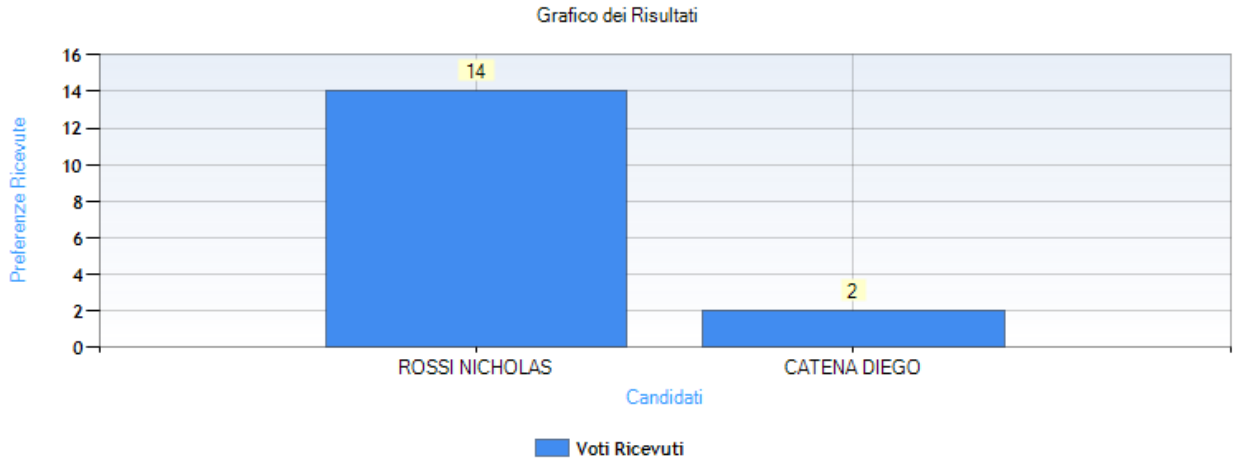 Grafico dei Risultati
Preferenze Ricevute
16
14
12
10
8
6
4
2
0
14
2
ROSSI NICHOLAS
CATENA DIEGO
Candidati
Voti Ricevuti